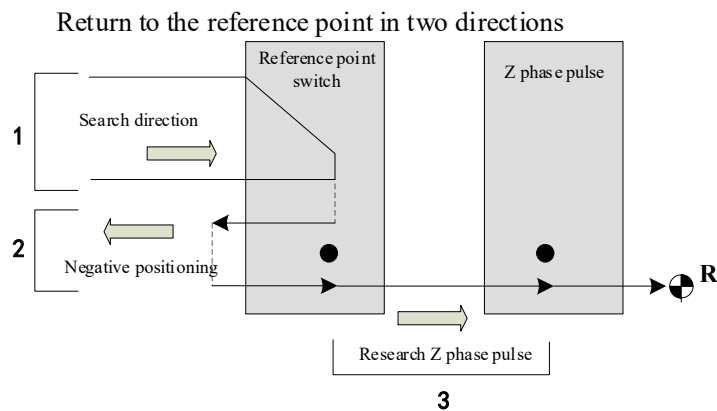 Return to the reference point in two directions
Reference point
switch
Z phase pulse
1
Search direction
2
Negative positioning
R
Research Z phase pulse
3